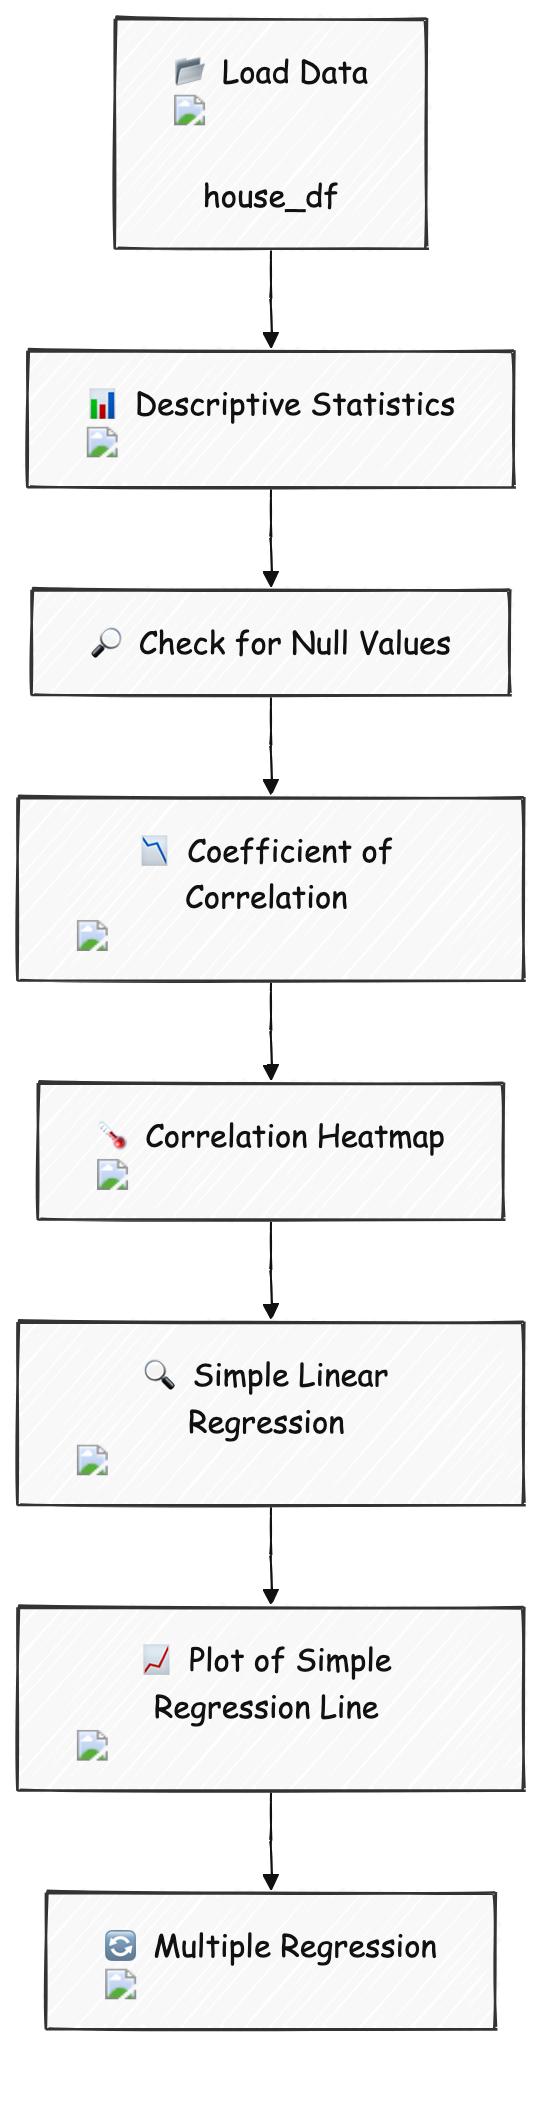 Load Data
house_df
Descriptive Statistics
Check for Null Values
Coefficient of
Correlation
Correlation Heatmap
Simple Linear
Regression
Plot of Simple
Regression Line
Multiple Regression